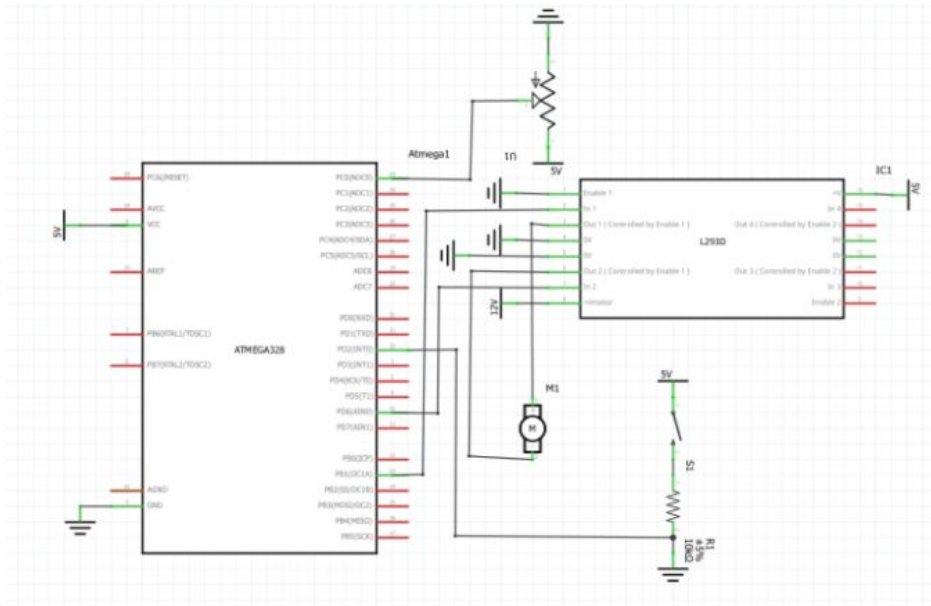 Atmega1
U1
5V
IC1
5V
PC6(RESET)
AVCC
VCC
5V
AREF
PB6(XTAL1/TOSC1)
PB7(XTAL2/TOSC2)
AGND
GND
ATMEGA328
PC0(ADC0)
PC1(ADC1)
PC2(ADC2)
PC3(ADC3)
PC4(ADC4/SDA)
PC5(ADC5/SCL)
ADC6
ADC7
PD0(RXD)
PD1(TXD)
PD2(INT0)
PD3(INT1)
PD4(XCK/T0)
PD5(T1)
PD6(AIN0)
PD7(AIN1)
PB0(ICP)
PB1(OC1A)
PB2(SS/OC1B)
PB3(MOSI/OC2)
PB4(MISO)
PB5(SCK)
Enable 1
In 1
Out 1 ( Controlled by Enable 1 )
0V
0V
Out 2 ( Controlled by Enable 1 )
In 2
+Vmotor
12V
L293D
+V
In 4
Out 4 ( Controlled by Enable 2 )
0V
0V
Out 3 ( Controlled by Enable 2 )
In 3
Enable 2
M1
M
5V
S1
R1
±5%
10kΩ